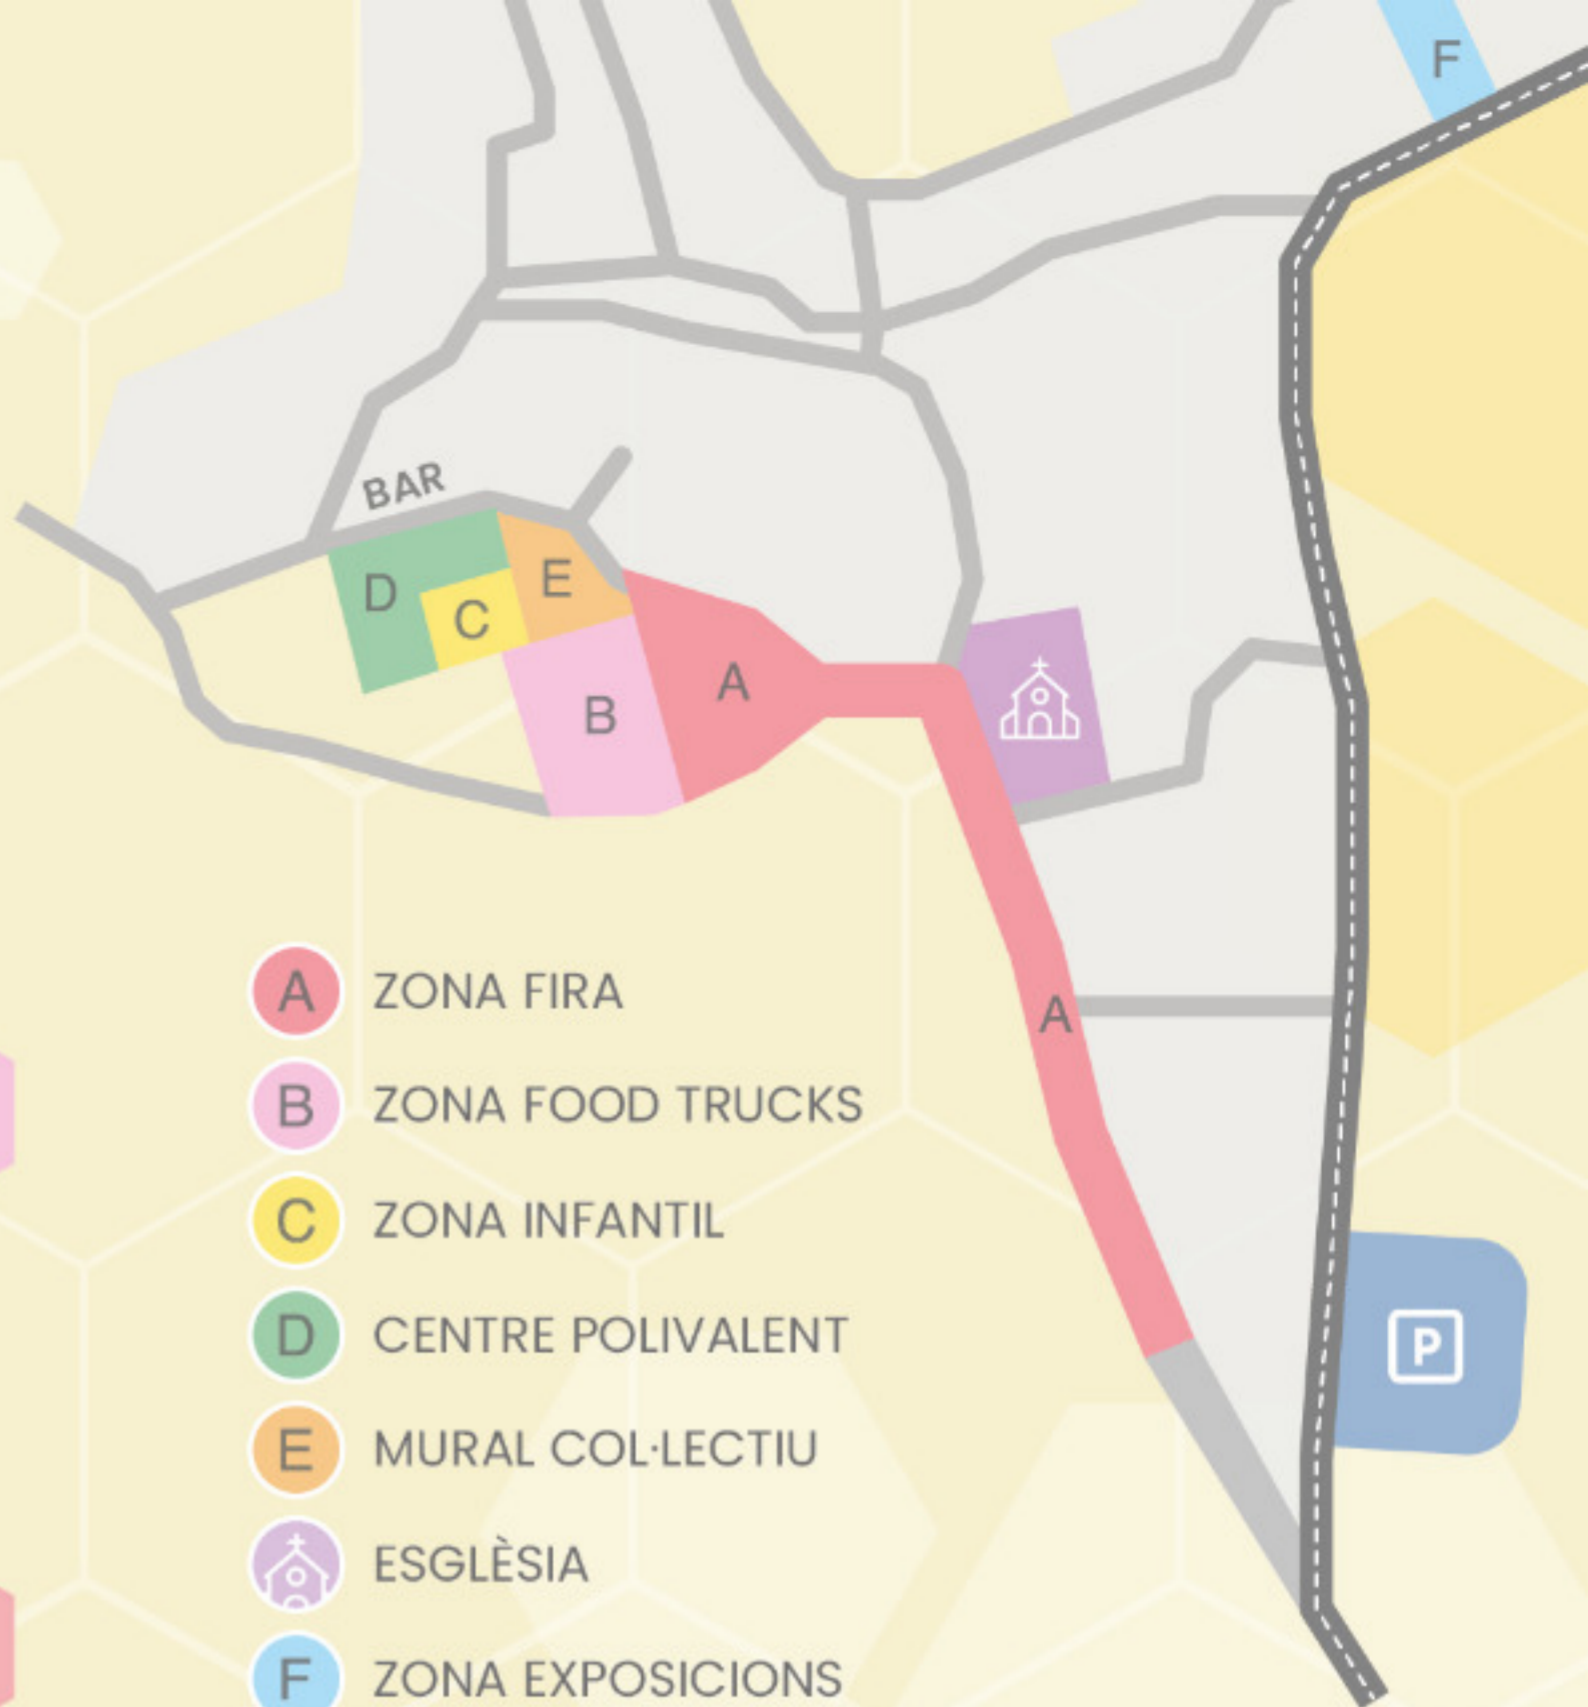 F
BAR
D
C
E
B
A
A
P
A ZONA FIRA
B ZONA FOOD TRUCKS
C ZONA INFANTIL
D CENTRE POLIVALENT
E MURAL COL·LECTIU
ESGLÈSIA
F ZONA EXPOSICIONS